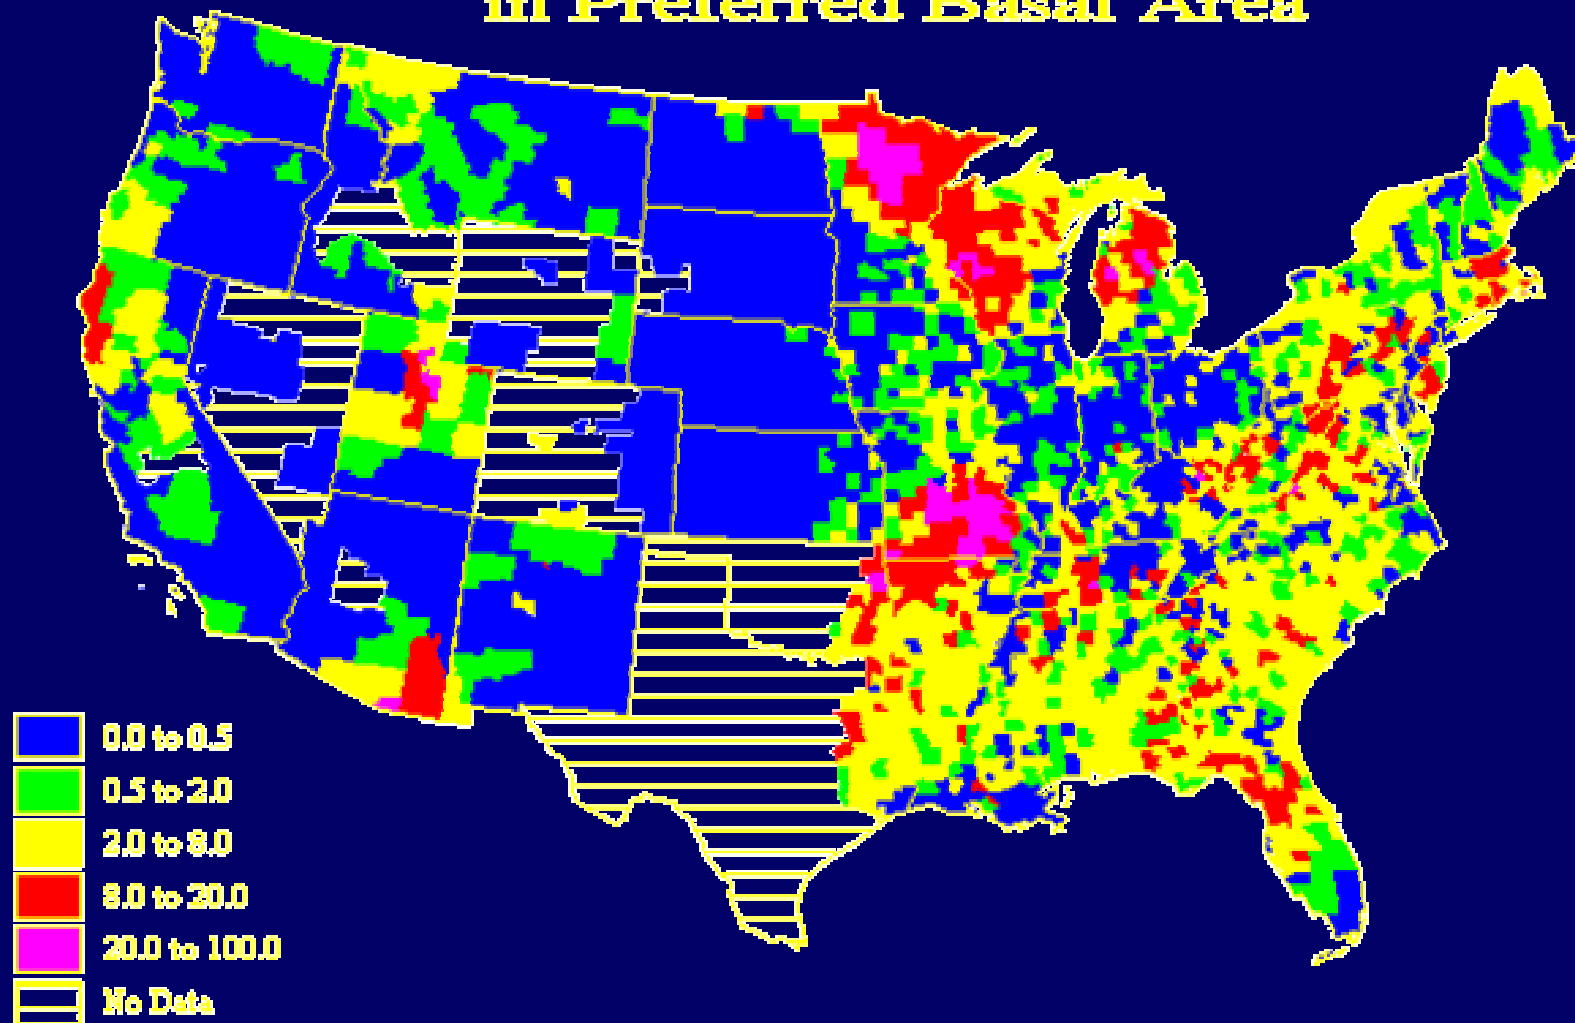 in Preferred Basal Area
0.0 to 0.5
0.5 to 2.0
2.0 to 8.0
8.0 to 20.0
20.0 to 100.0
No Data